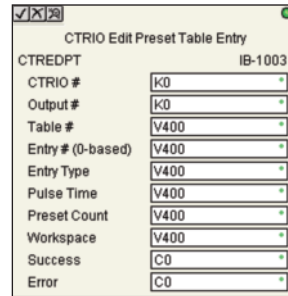 CTRIO Edit Preset Table Entry
CTREDPT IB-1003
CTRIO # K0
Output # K0
Table # V400
Entry # (0-based) V400
Entry Type V400
Pulse Time V400
Preset Count V400
Workspace V400
Success C0
Error C0